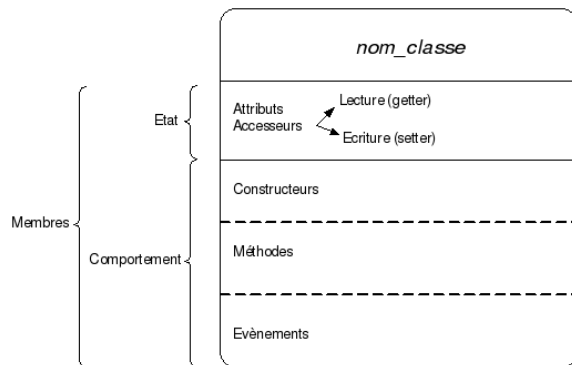 nom_classe
Lecture (getter)
Attributs
Etat
Accesseurs
Ecriture (setter)
Constructeurs
Membres
Méthodes
Comportement
Evènements